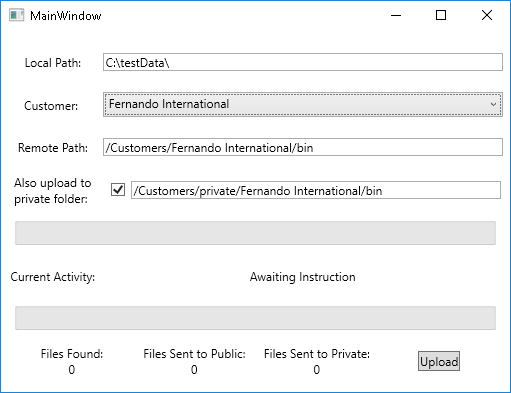 MainWindow
Local Path: C:\testData\
Customer: Fernando International
Remote Path: /Customers/Fernando International/bin
Also upload to
private folder: /Customers/private/Fernando International/bin
Current Activity: Awaiting Instruction
Files Found: Files Sent to Public: Files Sent to Private:
0 0 0
Upload